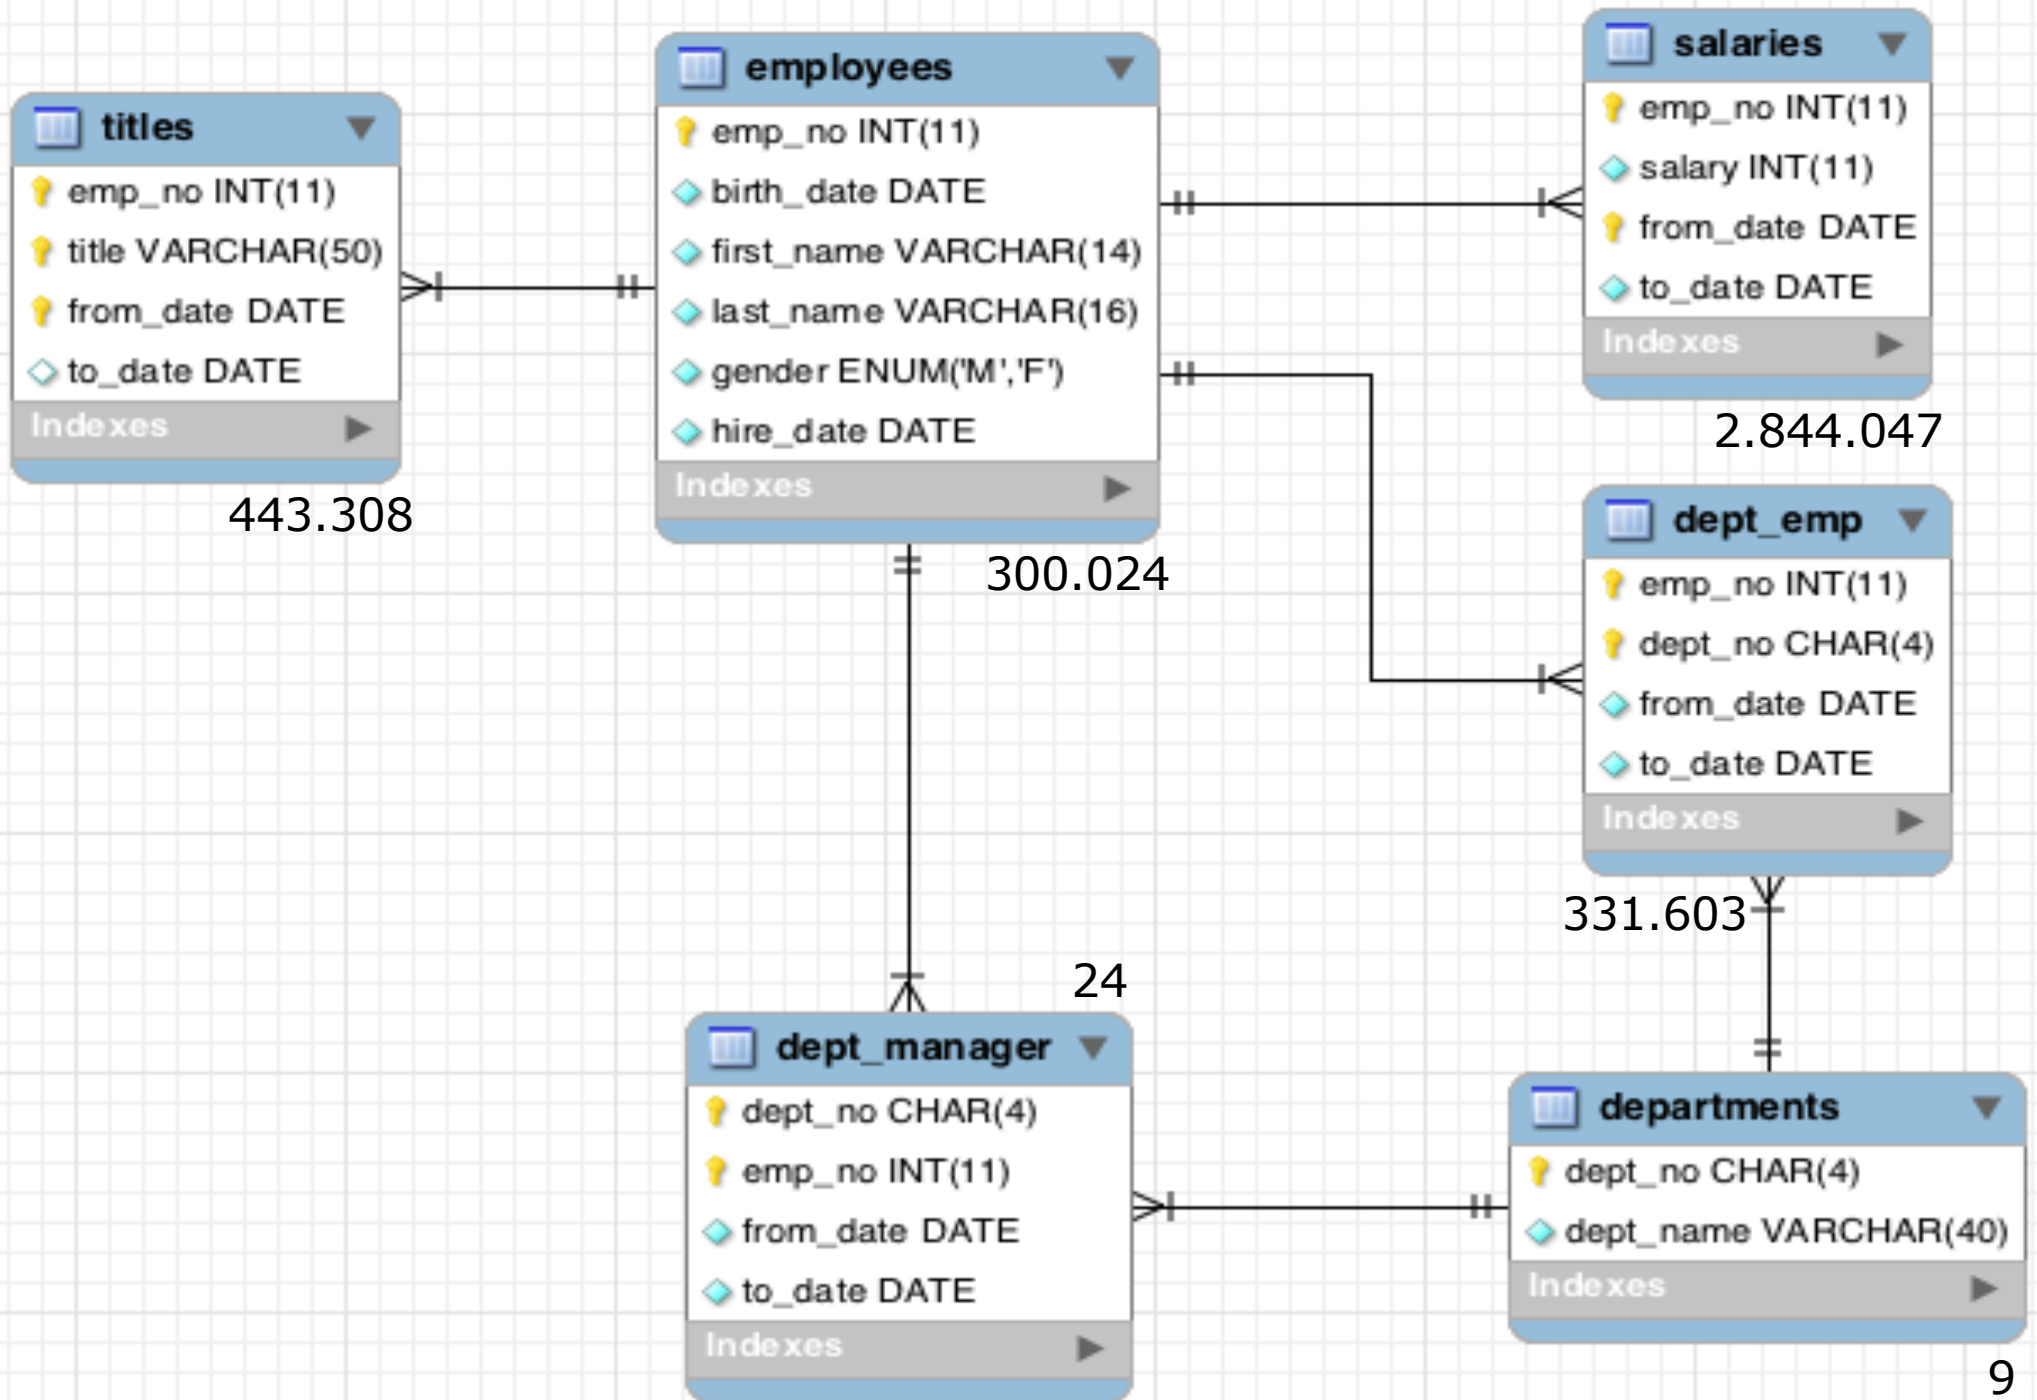 titles
emp_no INT(11)
title VARCHAR(50)
from_date DATE
to_date DATE
Indexes
443.308
employees
emp_no INT(11)
birth_date DATE
first_name VARCHAR(14)
last_name VARCHAR(16)
gender ENUM('M','F')
hire_date DATE
Indexes
300.024
salaries
emp_no INT(11)
salary INT(11)
from_date DATE
to_date DATE
Indexes
2.844.047
dept_emp
emp_no INT(11)
dept_no CHAR(4)
from_date DATE
to_date DATE
Indexes
331.603
24
dept_manager
dept_no CHAR(4)
emp_no INT(11)
from_date DATE
to_date DATE
Indexes
departments
dept_no CHAR(4)
dept_name VARCHAR(40)
Indexes
9